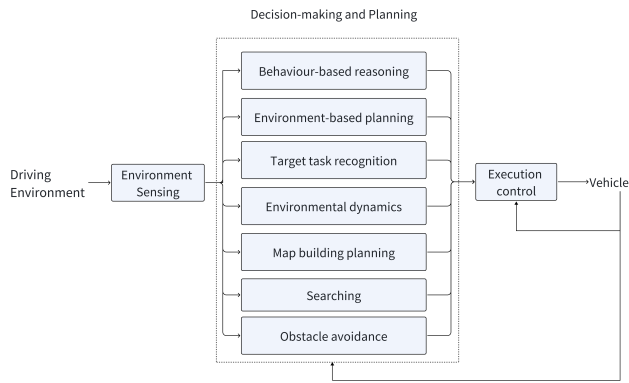 Decision-making and Planning
Behaviour-based reasoning
Environment-based planning
Target task recognition
Driving
Environment
Environment
Sensing
Execution
control
Vehicle
Environmental dynamics
Map building planning
Searching
Obstacle avoidance